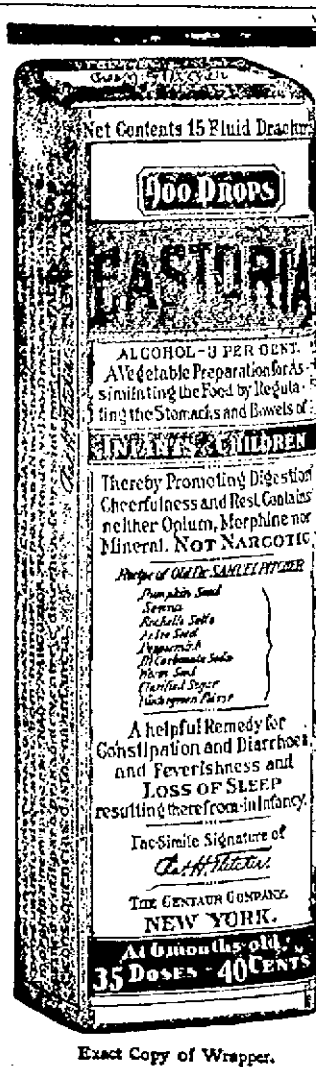 Net Contents 15 Fluid Drachms
900 DROPS
CASTORIA
ALCOHOL-3 PER CENT.
A Vegetable Preparation for As-
similating the Food by Regula-
ting the Stomachs and Bowels of
INFANTS & CHILDREN
Thereby Promoting Digestion
Cheerfulness and Rest. Contains
neither Opium, Morphine nor
Mineral. NOT NARCOTIC
Recipe of Old Dr. SAMUEL PITCHER
Pumpkin Seed
Senna
Rochelle Salts
Anise Seed
Peppermint
Bi Carbonate Soda
Worm Seed
Clarified Sugar
Wintergreen Flavor
A helpful Remedy for
Constipation and Diarrhoea,
and Feverishness and
LOSS OF SLEEP
resulting therefrom in Infancy.
Fac-Simile Signature of
Chas. H. Fletcher.
THE CENTAUR COMPANY.
NEW YORK.
At 6 months old
35 DOSES - 40 CENTS
Exact Copy of Wrapper.